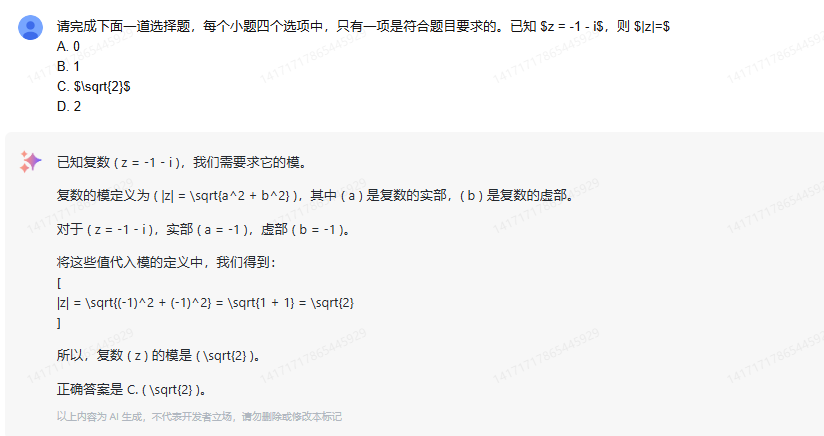 请完成下面一道选择题，每个小题四个选项中，只有一项是符合题目要求的。已知 $z = -1 - i$，则 $|z|=$
A. 0
B. 1
C. $\sqrt{2}$
D. 2
已知复数 ( z = -1 - i )，我们需要求它的模。
复数的模定义为 ( |z| = \sqrt{a^2 + b^2} )，其中 ( a ) 是复数的实部，( b ) 是复数的虚部。
对于 ( z = -1 - i )，实部 ( a = -1 )，虚部 ( b = -1 )。
将这些值代入模的定义中，我们得到：
[
|z| = \sqrt{(-1)^2 + (-1)^2} = \sqrt{1 + 1} = \sqrt{2}
]
所以，复数 ( z ) 的模是 ( \sqrt{2} )。
正确答案是 C. ( \sqrt{2} )。
以上内容为 AI 生成，不代表开发者立场，请勿删除或修改本标记